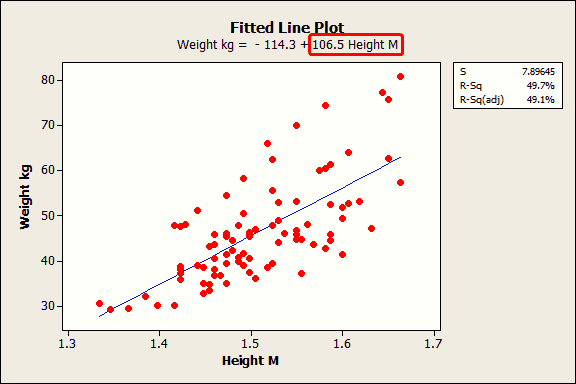 Fitted Line Plot
Weight kg = - 114.3 + 106.5 Height M
S 7.89645
R-Sq 49.7%
R-Sq(adj) 49.1%
80
70
60
50
40
30
Weight kg
1.3 1.4 1.5 1.6 1.7
Height M